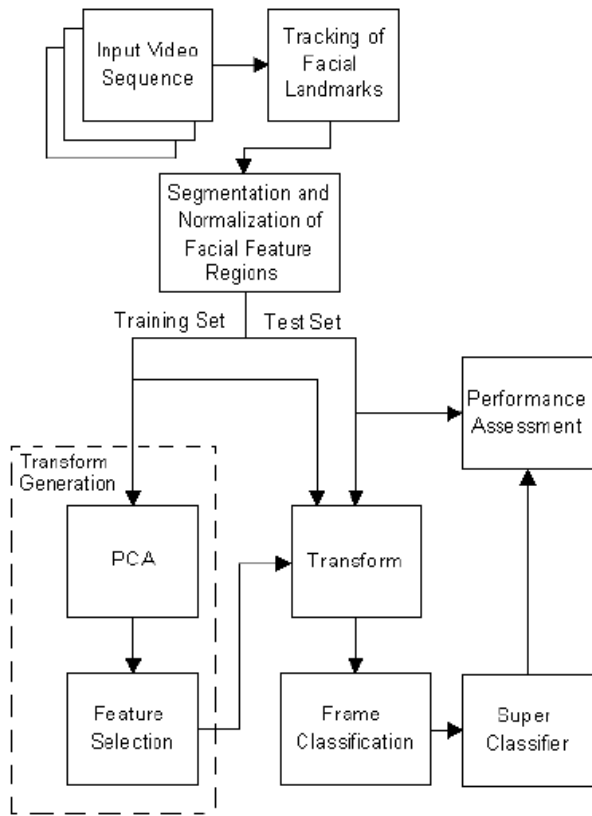 Input Video
Sequence
Tracking of
Facial
Landmarks
Segmentation and
Normalization of
Facial Feature
Regions
Training Set
Test Set
Performance
Assessment
Transform
Generation
PCA
Transform
Feature
Selection
Frame
Classification
Super
Classifier